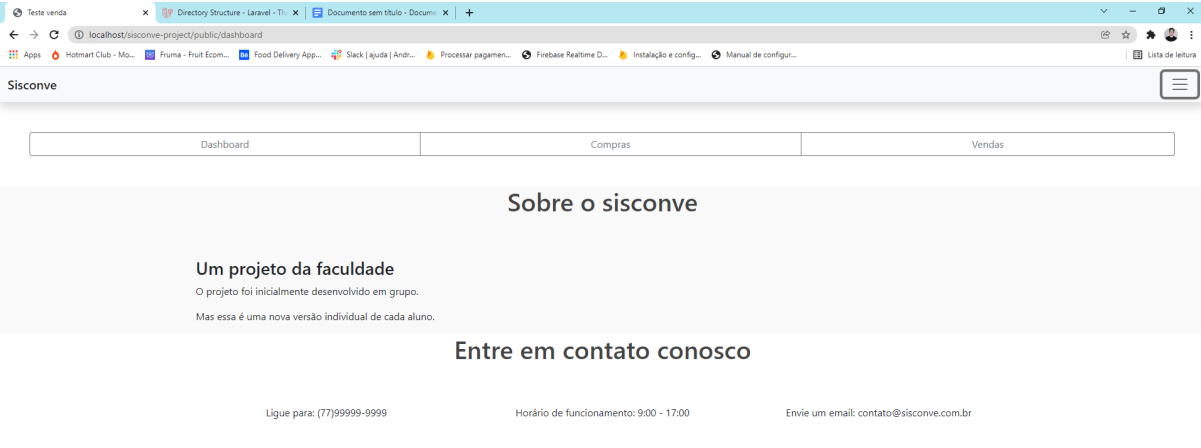 Teste venda
Directory Structure - Laravel - Th
Documento sem título - Docume
localhost/sisconve-project/public/dashboard
Apps Hotmart Club - Mo... Fruma - Fruit Ecom... Food Delivery App... Slack | ajuda | Andr... Processar pagamen... Firebase Realtime D... Instalação e config... Manual de configur... Lista de leitura
Sisconve
Dashboard Compras Vendas
Sobre o sisconve
Um projeto da faculdade
O projeto foi inicialmente desenvolvido em grupo.
Mas essa é uma nova versão individual de cada aluno.
Entre em contato conosco
Ligue para: (77)99999-9999 Horário de funcionamento: 9:00 - 17:00 Envie um email: contato@sisconve.com.br